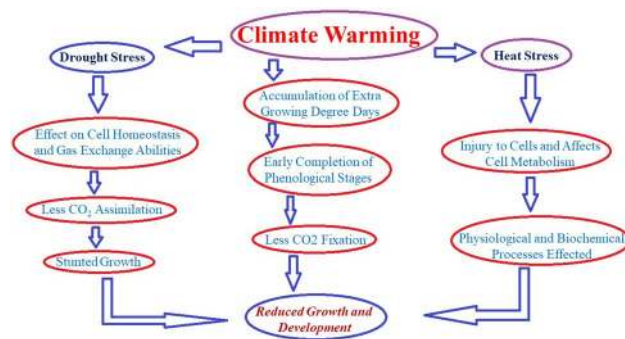 Climate Warming
Drought Stress
Heat Stress
Accumulation of Extra
Growing Degree Days
Effect on Cell Homeostasis
and Gas Exchange Abilities
Injury to Cells and Affects
Cell Metabolism
Early Completion of
Phenological Stages
Less CO₂ Assimilation
Less CO2 Fixation
Physiological and Biochemical
Processes Effected
Stunted Growth
Reduced Growth and
Development